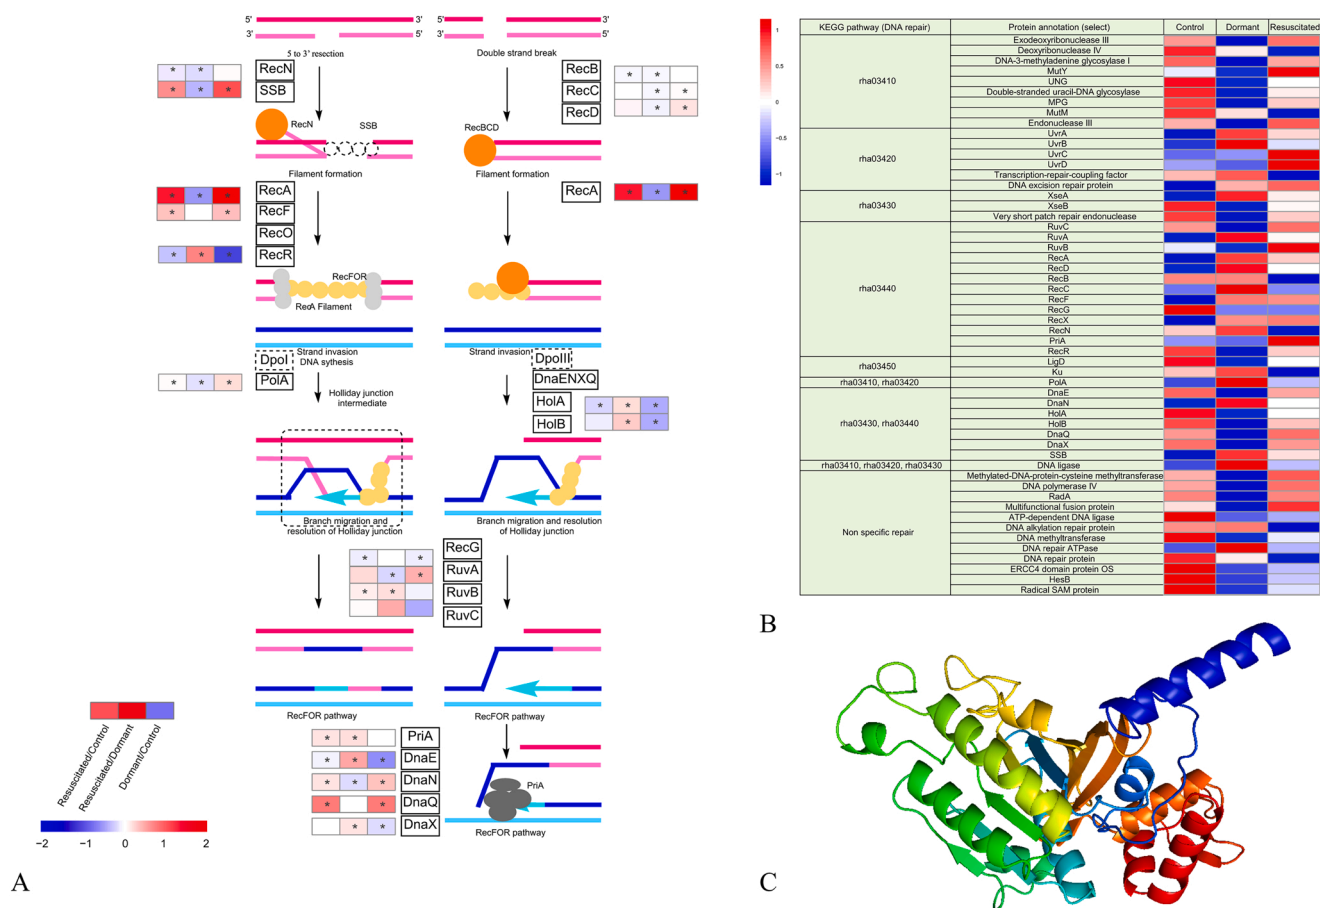 5' 3' 5' 3'
3' 5' 3' 5'
5 to 3' resection
Double strand break
RecN
SSB
* *
* * *
RecB
RecC
RecD
* *
* *
* *
RecN
SSB
RecBCD
Filament formation
Filament formation
RecA
RecF
RecO
RecR
* * *
* *
* * *
RecA
* * *
RecFOR
RecA Filament
Strand invasion
DNA sythesis
Strand invasion
DpoI
PolA
* * *
DpoIII
DnaENXQ
HolA
HolB
* * *
* *
Holliday junction
intermediate
Branch migration and
resolution of Holliday junction
Branch migration and resolution
of Holliday junction
RecG
RuvA
RuvB
RuvC
* *
* *
* *
RecFOR pathway
RecFOR pathway
PriA
DnaE
DnaN
DnaQ
DnaX
* *
* * *
* * *
* *
* *
PriA
RecFOR pathway
Resuscitated/Control
Resuscitated/Dormant
Dormant/Control
−2 −1 0 1 2
A
1
0.5
0
−0.5
−1
KEGG pathway (DNA repair) Protein annotation (select) Control Dormant Resuscitated
rha03410
Exodeoxyribonuclease III
Deoxyribonuclease IV
DNA-3-methyladenine glycosylase I
MutY
UNG
Double-stranded uracil-DNA glycosylase
MPG
MutM
Endonuclease III
rha03420
UvrA
UvrB
UvrC
UvrD
Transcription-repair-coupling factor
DNA excision repair protein
rha03430
XseA
XseB
Very short patch repair endonuclease
rha03440
RuvC
RuvA
RuvB
RecA
RecD
RecB
RecC
RecF
RecG
RecX
RecN
PriA
RecR
rha03450
LigD
Ku
rha03410, rha03420
PolA
rha03430, rha03440
DnaE
DnaN
HolA
HolB
DnaQ
DnaX
SSB
rha03410, rha03420, rha03430
DNA ligase
Non specific repair
Methylated-DNA-protein-cysteine methyltransferase
DNA polymerase IV
RadA
Multifunctional fusion protein
ATP-dependent DNA ligase
DNA alkylation repair protein
DNA methyltransferase
DNA repair ATPase
DNA repair protein
ERCC4 domain protein OS
HesB
Radical SAM protein
B
C